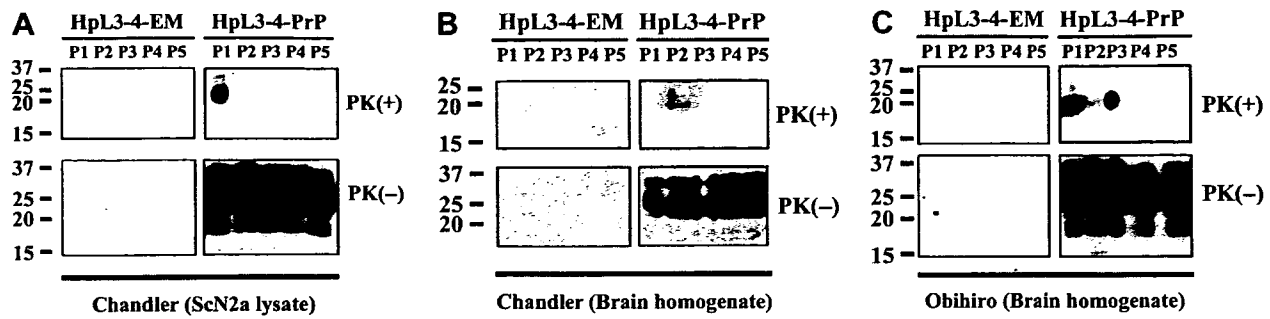 A
HpL3-4-EM HpL3-4-PrP
P1 P2 P3 P4 P5 P1 P2 P3 P4 P5
37
25
20
15
PK(+)
37
25
20
15
PK(–)
Chandler (ScN2a lysate)
B
HpL3-4-EM HpL3-4-PrP
P1 P2 P3 P4 P5 P1 P2 P3 P4 P5
25
20
15
PK(+)
37
25
20
PK(–)
Chandler (Brain homogenate)
C
HpL3-4-EM HpL3-4-PrP
P1 P2 P3 P4 P5 P1P2P3 P4 P5
37
25
20
15
PK(+)
37
25
20
15
PK(–)
Obihiro (Brain homogenate)